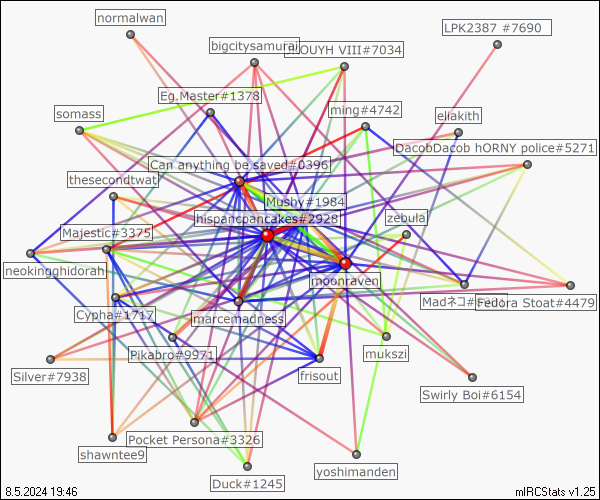 normalwan
LPK2387 #7690
bigcitysamurai
OUYH VIII#7034
Eg.Master#1378
ming#4742
somass
eliakith
DacobDacob hORNY police#5271
Can anything be saved#0396
thesecondtwat
Mushy#1984
hispanicpancakes#2928
zebula
Majestic#3375
neokingghidorah
moonraven
Madネコ
Fedora Stoat#4479
Cypha#1717
marcemadness
Pikabro#9971
mukszi
Silver#7938
frisout
Swirly Boi#6154
Pocket Persona#3326
shawntee9
yoshimanden
Duck#1245
8.5.2024 19:46
mIRCStats v1.25